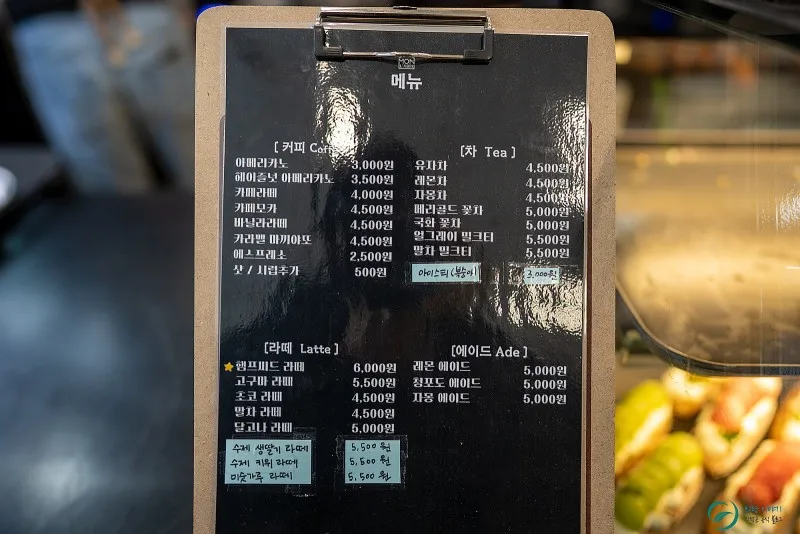 MON
메뉴
[ 커피 Coff
아메리카노 3,000원
헤이즐넛 아메리카노 3,500원
카페라떼 4,000원
카페모카 4,500원
바닐라라떼 4,500원
카라멜 마끼아또 4,500원
에스프레소 2,500원
샷 / 시럽추가 500원
[차 Tea ]
유자차 4,500원
레몬차 4,500원
자몽차 4,500원
메리골드 꽃차 5,000원
국화 꽃차 5,000원
얼그레이 밀크티 5,500원
말차 밀크티 5,500원
아이스티(복숭아) 3,000원
[라떼 Latte ]
햄프씨드 라떼 6,000원
고구마 라떼 5,500원
초코 라떼 4,500원
말차 라떼 4,500원
달고나 라떼 5,000원
수제 생딸기 라떼 5,500원
수제 키위 라떼 5,500원
미숫가루 라떼 5,500원
[에이드 Ade ]
레몬 에이드 5,000원
청포도 에이드 5,000원
자몽 에이드 5,000원